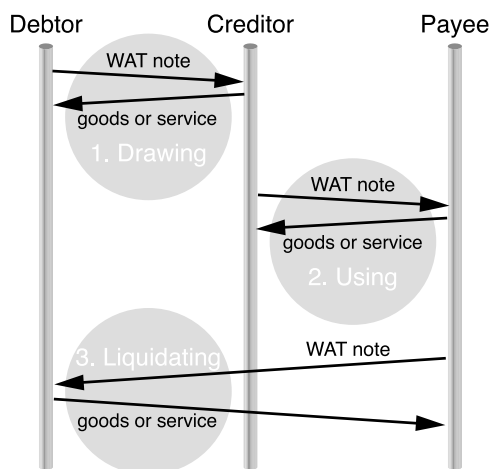 Debtor Creditor Payee
WAT note
goods or service
1. Drawing
WAT note
goods or service
2. Using
WAT note
3. Liquidating
goods or service